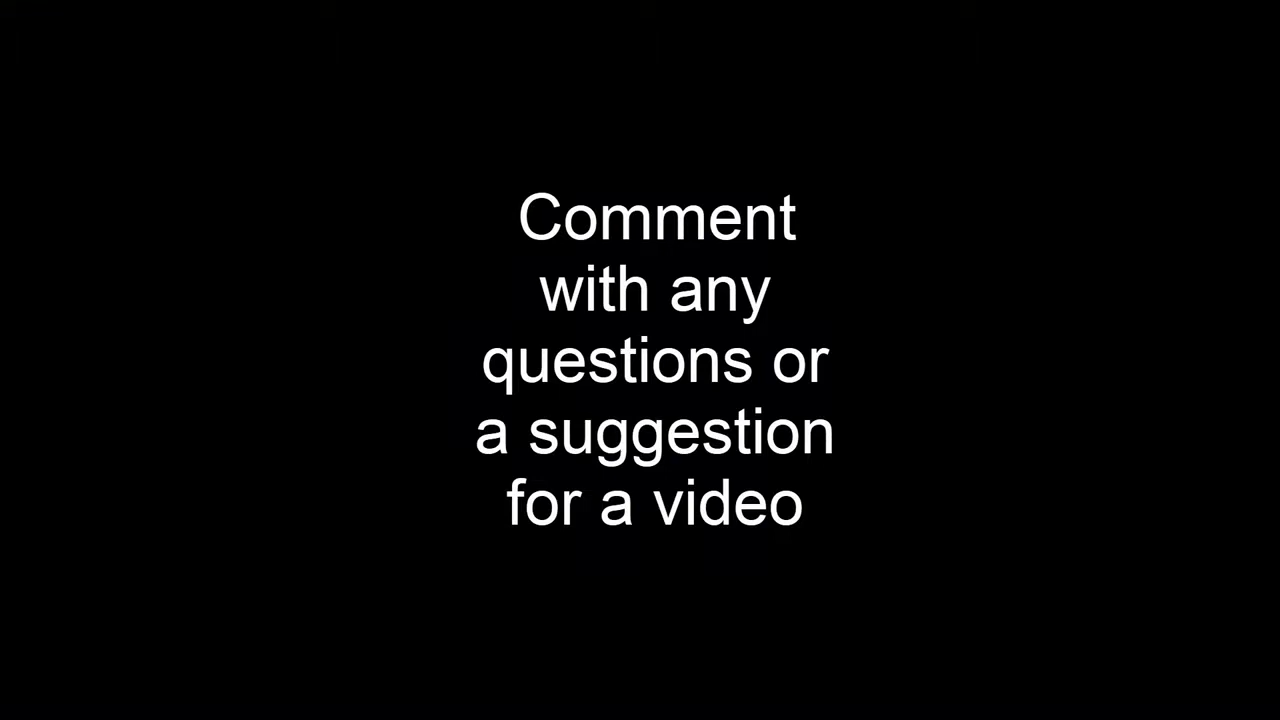 Comment
with any
questions or
a suggestion
for a video